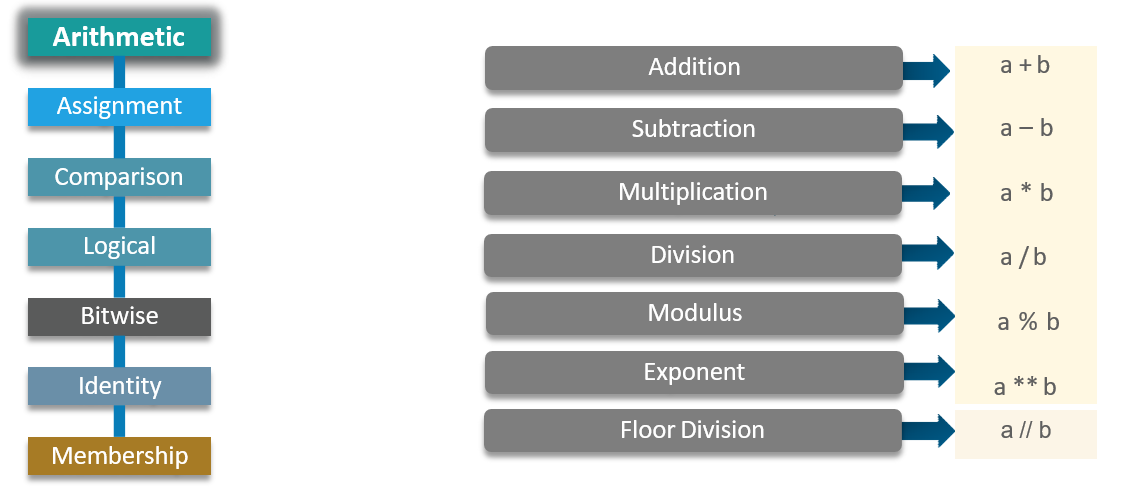 Arithmetic
Assignment
Comparison
Logical
Bitwise
Identity
Membership
Addition
a + b
Subtraction
a – b
Multiplication
a * b
Division
a / b
Modulus
a % b
Exponent
a ** b
Floor Division
a // b